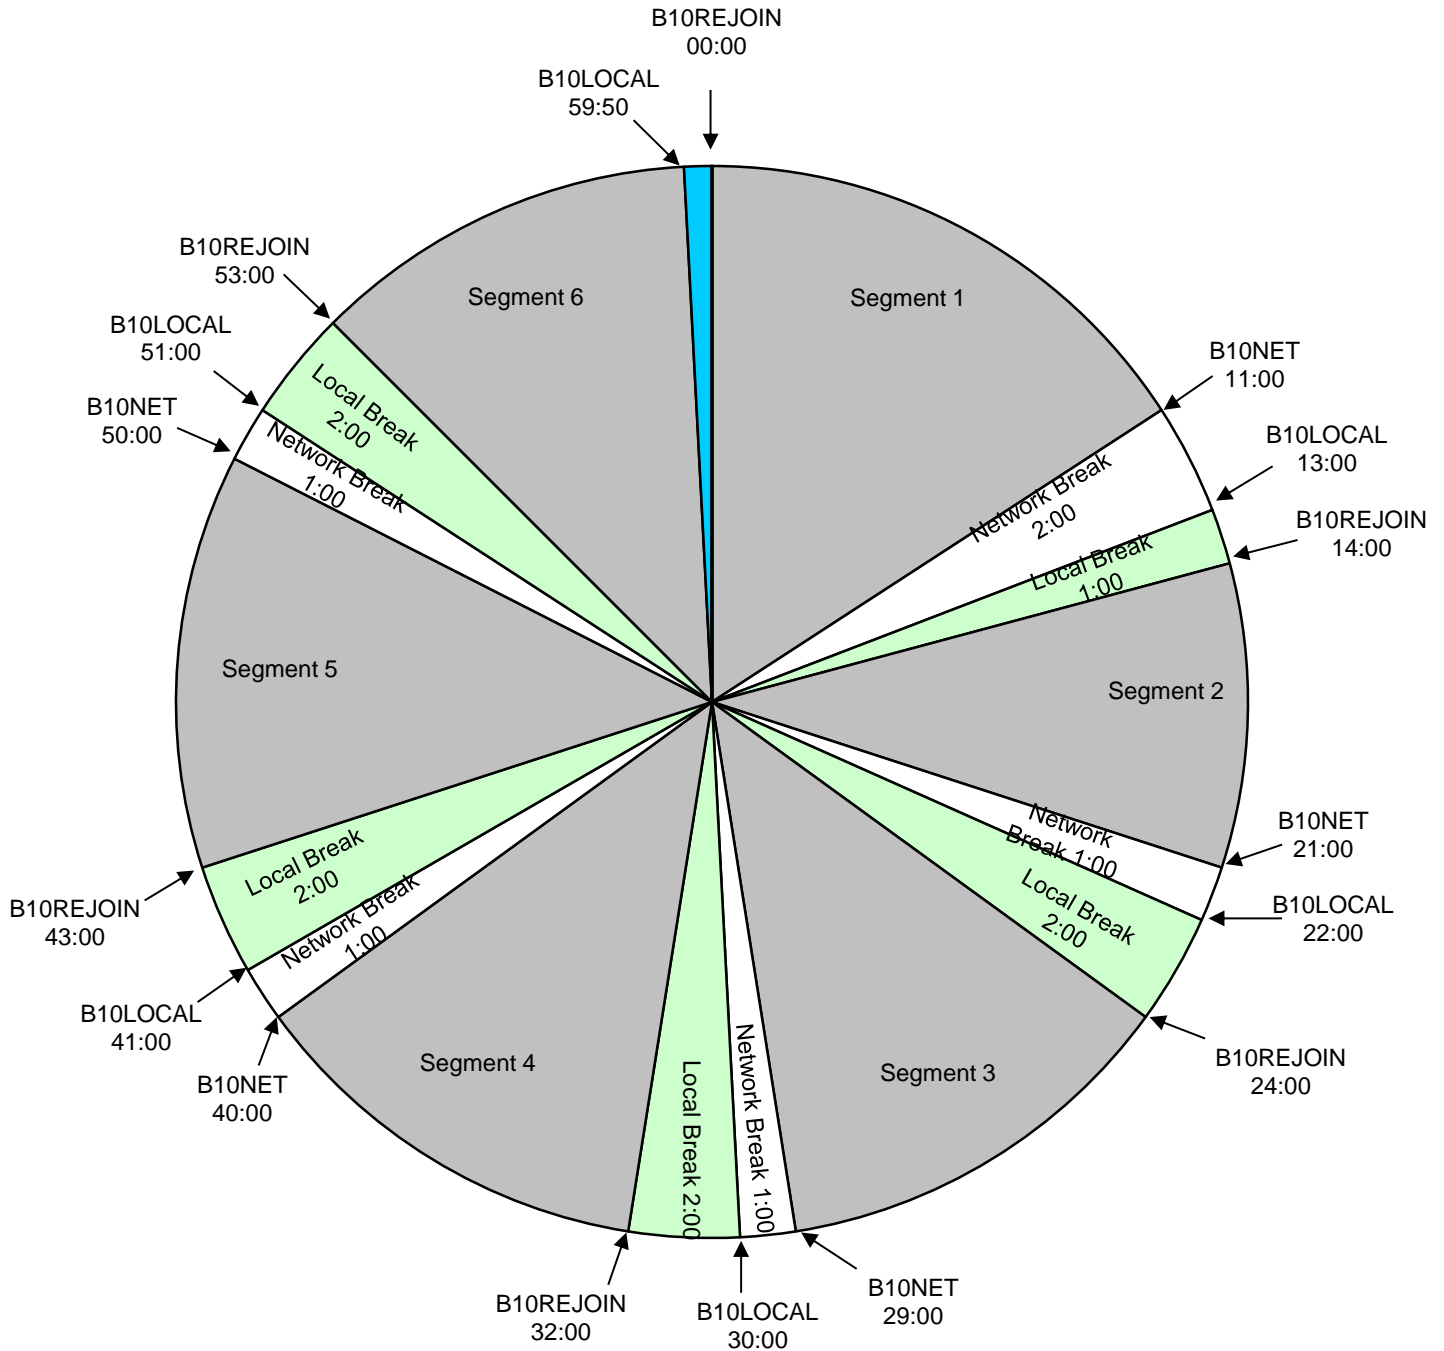 B10REJOIN
00:00
B10LOCAL
59:50
Segment 1
B10NET
11:00
Network Break
2:00
B10LOCAL
13:00
Local Break
1:00
B10REJOIN
14:00
Segment 2
B10NET
21:00
Network
Break 1:00
B10LOCAL
22:00
Local Break
2:00
B10REJOIN
24:00
Segment 3
B10NET
29:00
Network Break 1:00
B10LOCAL
30:00
Local Break 2:00
B10REJOIN
32:00
Segment 4
B10NET
40:00
Network Break
1:00
B10LOCAL
41:00
Local Break
2:00
B10REJOIN
43:00
Segment 5
B10NET
50:00
Network Break
1:00
B10LOCAL
51:00
Local Break
2:00
B10REJOIN
53:00
Segment 6